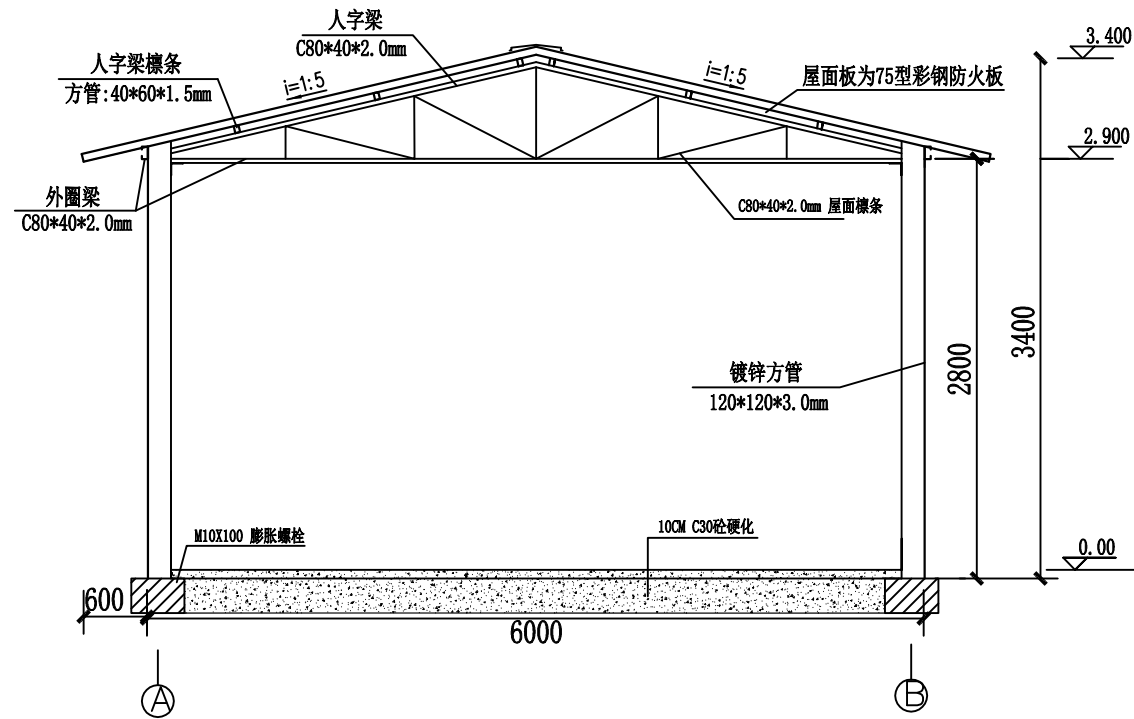 人字梁
C80*40*2.0mm
3.400
人字梁檩条
方管:40*60*1.5mm
i=1:5
i=1:5
屋面板为75型彩钢防火板
2.900
外圈梁
C80*40*2.0mm
C80*40*2.0mm 屋面檩条
3400
2800
镀锌方管
120*120*3.0mm
M10X100 膨胀螺栓
10CM C30砼硬化
0.00
600
6000
A
B